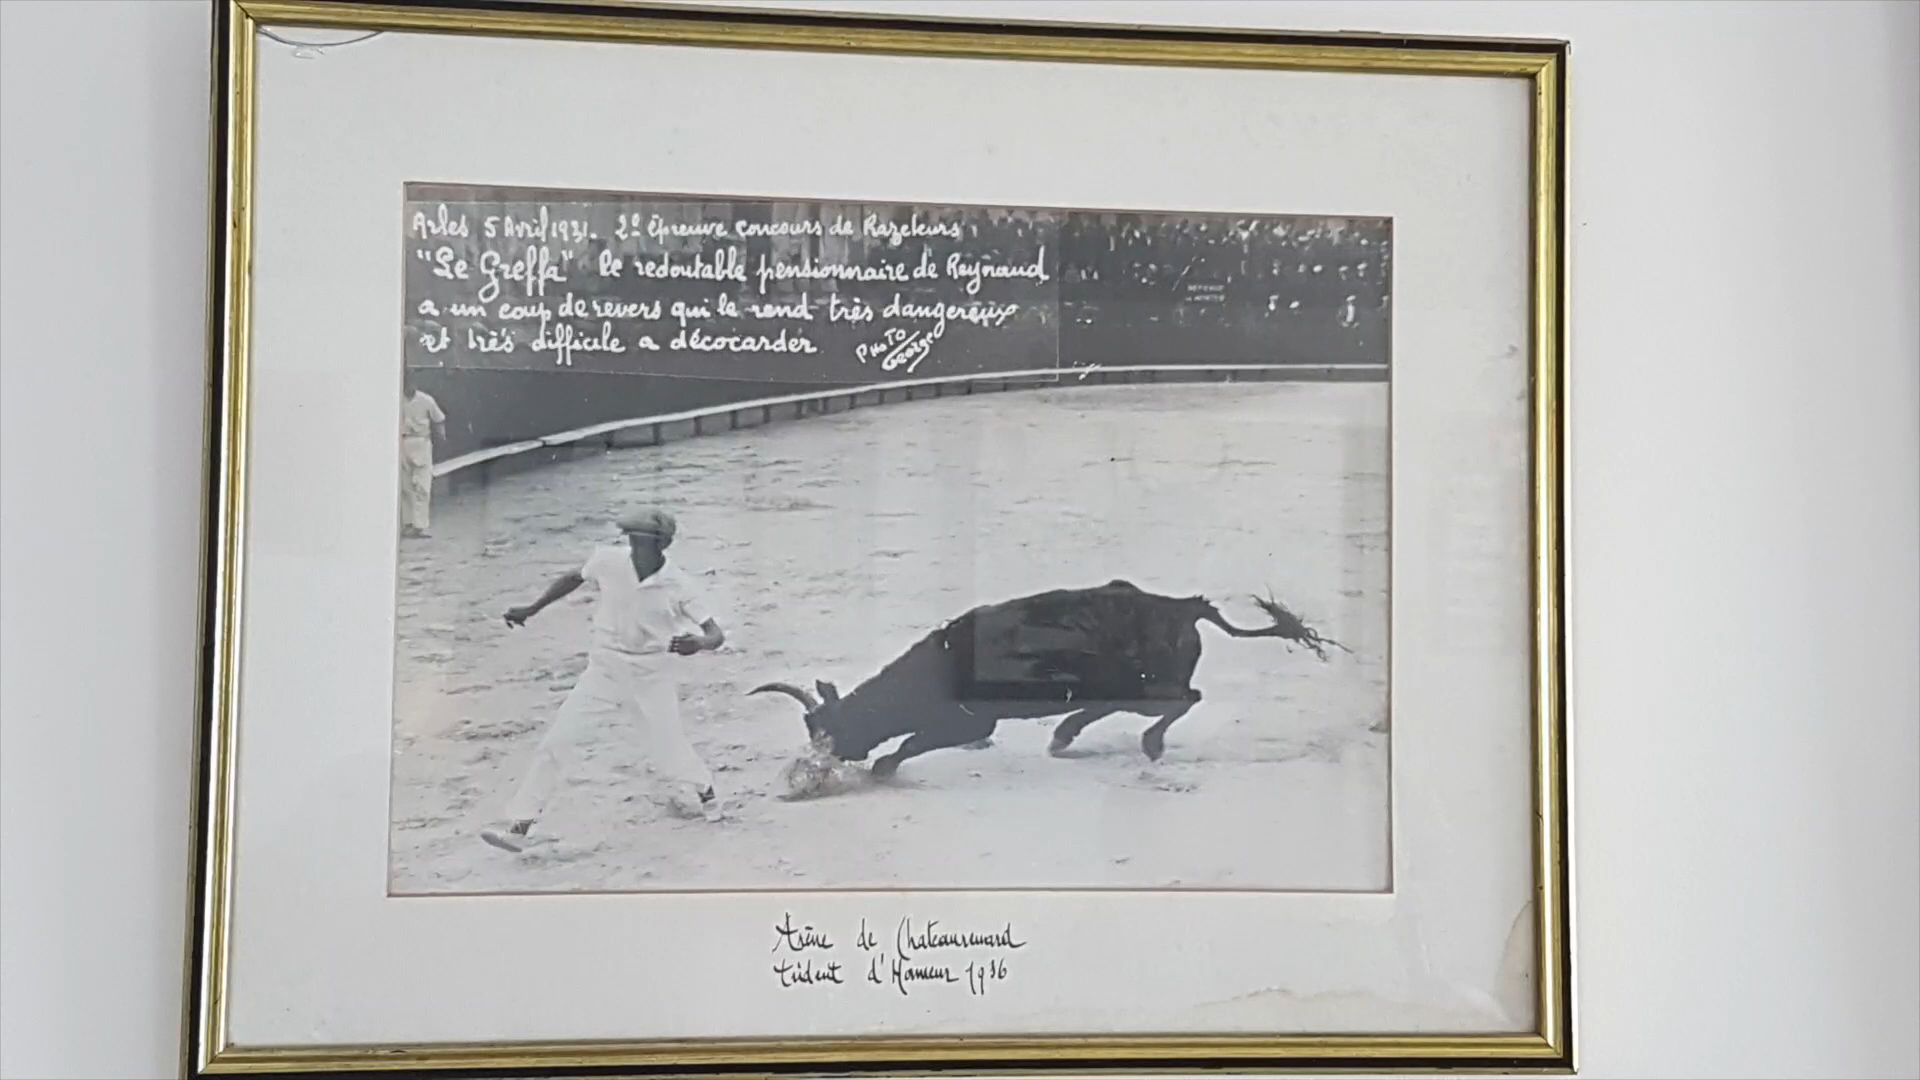 Arles 5 Avril 1931. 2e épreuve concours de Razeteurs
"Le Greffa" le redoutable pensionnaire de Reynaud
a un coup de revers qui le rend très dangereux
et très difficile a décocarder
PHOTO
George
Arène de Chateaurenard
trident d'Honneur 1936